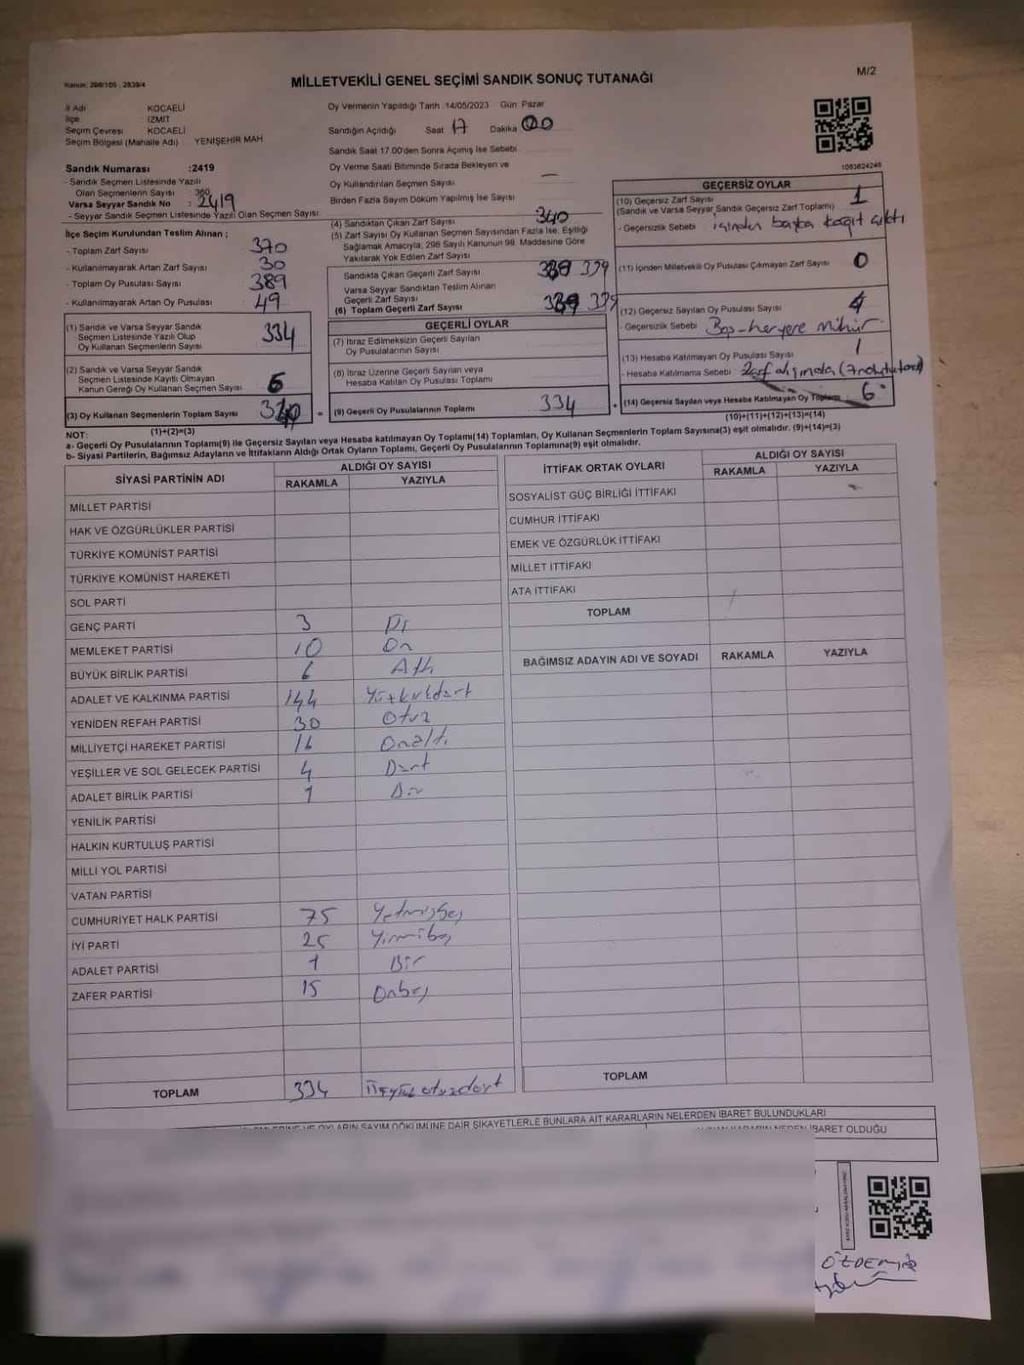 Kanun: 298/105 , 2839/4
MİLLETVEKİLİ GENEL SEÇİMİ SANDIK SONUÇ TUTANAĞI
M/2
İl Adı KOCAELİ
İlçe İZMİT
Seçim Çevresi KOCAELİ
Seçim Bölgesi (Mahalle Adı) YENİŞEHİR MAH
Oy Vermenin Yapıldığı Tarih :14/05/2023 Gün Pazar
Sandığın Açıldığı Saat 17 Dakika 00
Sandık Saat 17.00'den Sonra Açımış İse Sebebi
Oy Verme Saati Bitiminde Sırada Bekleyen ve
Oy Kullandırılan Seçmen Sayısı —
Birden Fazla Sayım Döküm Yapılmış İse Sayısı
1083624246
Sandık Numarası :2419
- Sandık Seçmen Listesinde Yazılı
Olan Seçmenlerin Sayısı : 360
Varsa Seyyar Sandık No : 2419
- Seyyar Sandık Seçmen Listesinde Yazılı Olan Seçmen Sayısı
İlçe Seçim Kurulundan Teslim Alınan ;
- Toplam Zarf Sayısı 370
- Kullanılmayarak Artan Zarf Sayısı 30
- Toplam Oy Pusulası Sayısı 389
- Kullanılmayarak Artan Oy Pusulası 49
(1) Sandık ve Varsa Seyyar Sandık
Seçmen Listesinde Yazılı Olup
Oy Kullanan Seçmenlerin Sayısı 334
(2) Sandık ve Varsa Seyyar Sandık
Seçmen Listesinde Kayıtlı Olmayan
Kanun Gereği Oy Kullanan Seçmen Sayısı 6
(3) Oy Kullanan Seçmenlerin Toplam Sayısı
(1)+(2)=(3)
(4) Sandıktan Çıkan Zarf Sayısı 340
(5) Zarf Sayısı Oy Kullanan Seçmen Sayısından Fazla İse, Eşitliği
Sağlamak Amacıyla, 298 Sayılı Kanunun 98. Maddesine Göre
Yakılarak Yok Edilen Zarf Sayısı
Sandıkta Çıkan Geçerli Zarf Sayısı 339
Varsa Seyyar Sandıktan Teslim Alınan
Geçerli Zarf Sayısı
(6) Toplam Geçerli Zarf Sayısı 339
GEÇERLİ OYLAR
(7) İtiraz Edilmeksizin Geçerli Sayılan
Oy Pusulalarının Sayısı
(8) İtiraz Üzerine Geçerli Sayılan veya
Hesaba Katılan Oy Pusulası Toplamı
(9) Geçerli Oy Pusulalarının Toplamı 334
GEÇERSİZ OYLAR
(10) Geçersiz Zarf Sayısı 1
(Sandık ve Varsa Seyyar Sandık Geçersiz Zarf Toplamı)
- Geçersizlik Sebebi içinden başka kağıt çıktı
(11) İçinden Milletvekili Oy Pusulası Çıkmayan Zarf Sayısı 0
(12) Geçersiz Sayılan Oy Pusulası Sayısı 4
- Geçersizlik Sebebi Boş - heryere mühür
(13) Hesaba Katılmayan Oy Pusulası Sayısı 1
- Hesaba Katılmama Sebebi
(14) Geçersiz Sayılan veya Hesaba Katılmayan Oy Toplamı 6
(10)+(11)+(12)+(13)=(14)
NOT:
a- Geçerli Oy Pusulalarının Toplamı(9) ile Geçersiz Sayılan veya Hesaba katılmayan Oy Toplamı(14) Toplamları, Oy Kullanan Seçmenlerin Toplam Sayısına(3) eşit olmalıdır. (9)+(14)=(3)
b- Siyasi Partilerin, Bağımsız Adayların ve İttifakların Aldığı Ortak Oyların Toplamı, Geçerli Oy Pusulalarının Toplamına(9) eşit olmalıdır.
SİYASİ PARTİNİN ADI ALDIĞI OY SAYISI
RAKAMLA YAZIYLA
MİLLET PARTİSİ
HAK VE ÖZGÜRLÜKLER PARTİSİ
TÜRKİYE KOMÜNİST PARTİSİ
TÜRKİYE KOMÜNİST HAREKETİ
SOL PARTİ
GENÇ PARTİ 3
MEMLEKET PARTİSİ 10 On
BÜYÜK BİRLİK PARTİSİ 6 Altı
ADALET VE KALKINMA PARTİSİ 144 Yüzkırkdört
YENİDEN REFAH PARTİSİ 30 Otuz
MİLLİYETÇİ HAREKET PARTİSİ 16 Onaltı
YEŞİLLER VE SOL GELECEK PARTİSİ 4 Dört
ADALET BİRLİK PARTİSİ 1 Bir
YENİLİK PARTİSİ
HALKIN KURTULUŞ PARTİSİ
MİLLİ YOL PARTİSİ
VATAN PARTİSİ
CUMHURİYET HALK PARTİSİ 75 Yetmişbeş
İYİ PARTİ 25 Yirmibeş
ADALET PARTİSİ 1 Bir
ZAFER PARTİSİ 15 Onbeş
TOPLAM 334 Üçyüzotuzdört
İTTİFAK ORTAK OYLARI ALDIĞI OY SAYISI
RAKAMLA YAZIYLA
SOSYALİST GÜÇ BİRLİĞİ İTTİFAKI
CUMHUR İTTİFAKI
EMEK VE ÖZGÜRLÜK İTTİFAKI
MİLLET İTTİFAKI
ATA İTTİFAKI
TOPLAM
BAĞIMSIZ ADAYIN ADI VE SOYADI RAKAMLA YAZIYLA
TOPLAM
OYLARIN SAYIM DÖKÜMÜNE DAİR ŞİKAYETLERLE BUNLARA AİT KARARLARIN NELERDEN İBARET BULUNDUKLARI
İBARET OLDUĞU
ÖZDEMİR